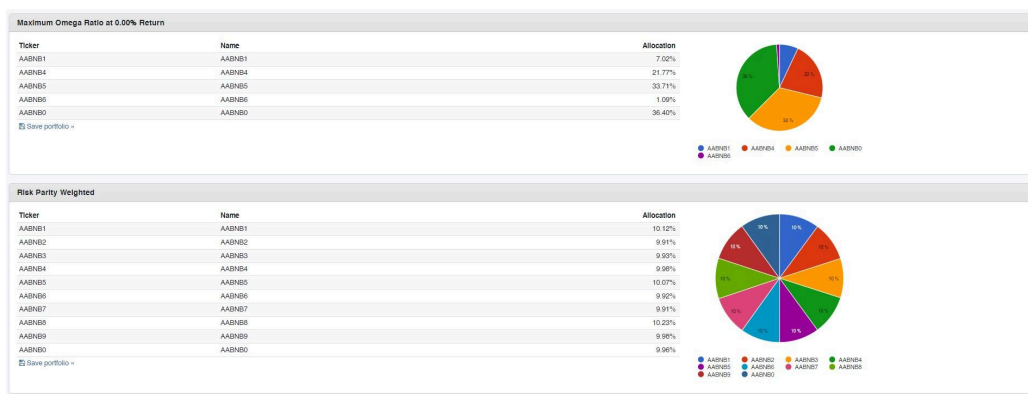 Maximum Omega Ratio at 0.00% Return
Ticker Name Allocation
AABNB1 AABNB1 7.02%
AABNB4 AABNB4 21.77%
AABNB5 AABNB5 33.71%
AABNB6 AABNB6 1.09%
AABNB0 AABNB0 36.40%
Save portfolio »
22 %
34 %
AABNB1 AABNB4 AABNB5 AABNB0
AABNB6
Risk Parity Weighted
Ticker Name Allocation
AABNB1 AABNB1 10.12%
AABNB2 AABNB2 9.91%
AABNB3 AABNB3 9.93%
AABNB4 AABNB4 9.98%
AABNB5 AABNB5 10.07%
AABNB6 AABNB6 9.92%
AABNB7 AABNB7 9.91%
AABNB8 AABNB8 10.23%
AABNB9 AABNB9 9.98%
AABNB0 AABNB0 9.96%
Save portfolio »
10 % 10 %
10 % 10 %
10 % 10 %
10 % 10 %
10 % 10 %
AABNB1 AABNB2 AABNB3 AABNB4
AABNB5 AABNB6 AABNB7 AABNB8
AABNB9 AABNB0